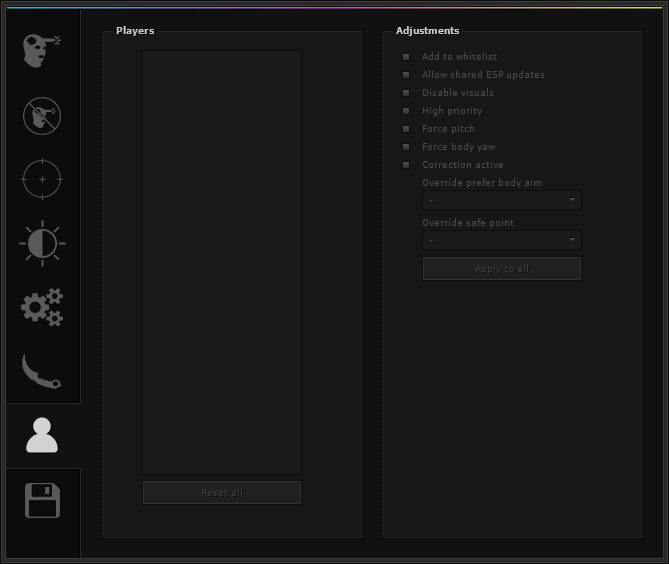 Players
Reset all
Adjustments
Add to whitelist
Allow shared ESP updates
Disable visuals
High priority
Force pitch
Force body yaw
Correction active
Override prefer body aim
-
Override safe point
-
Apply to all